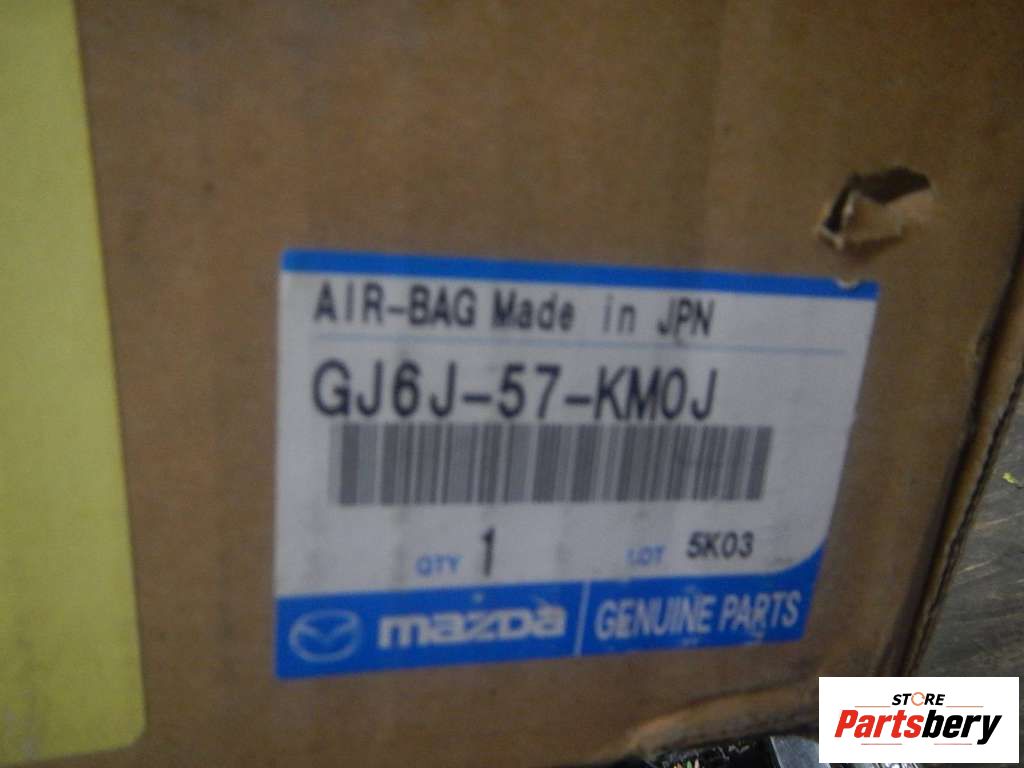 AIR-BAG Made in JPN
GJ6J-57-KM0J
QTY 1 LOT 5K03
mazda GENUINE PARTS
STORE
Partsbery